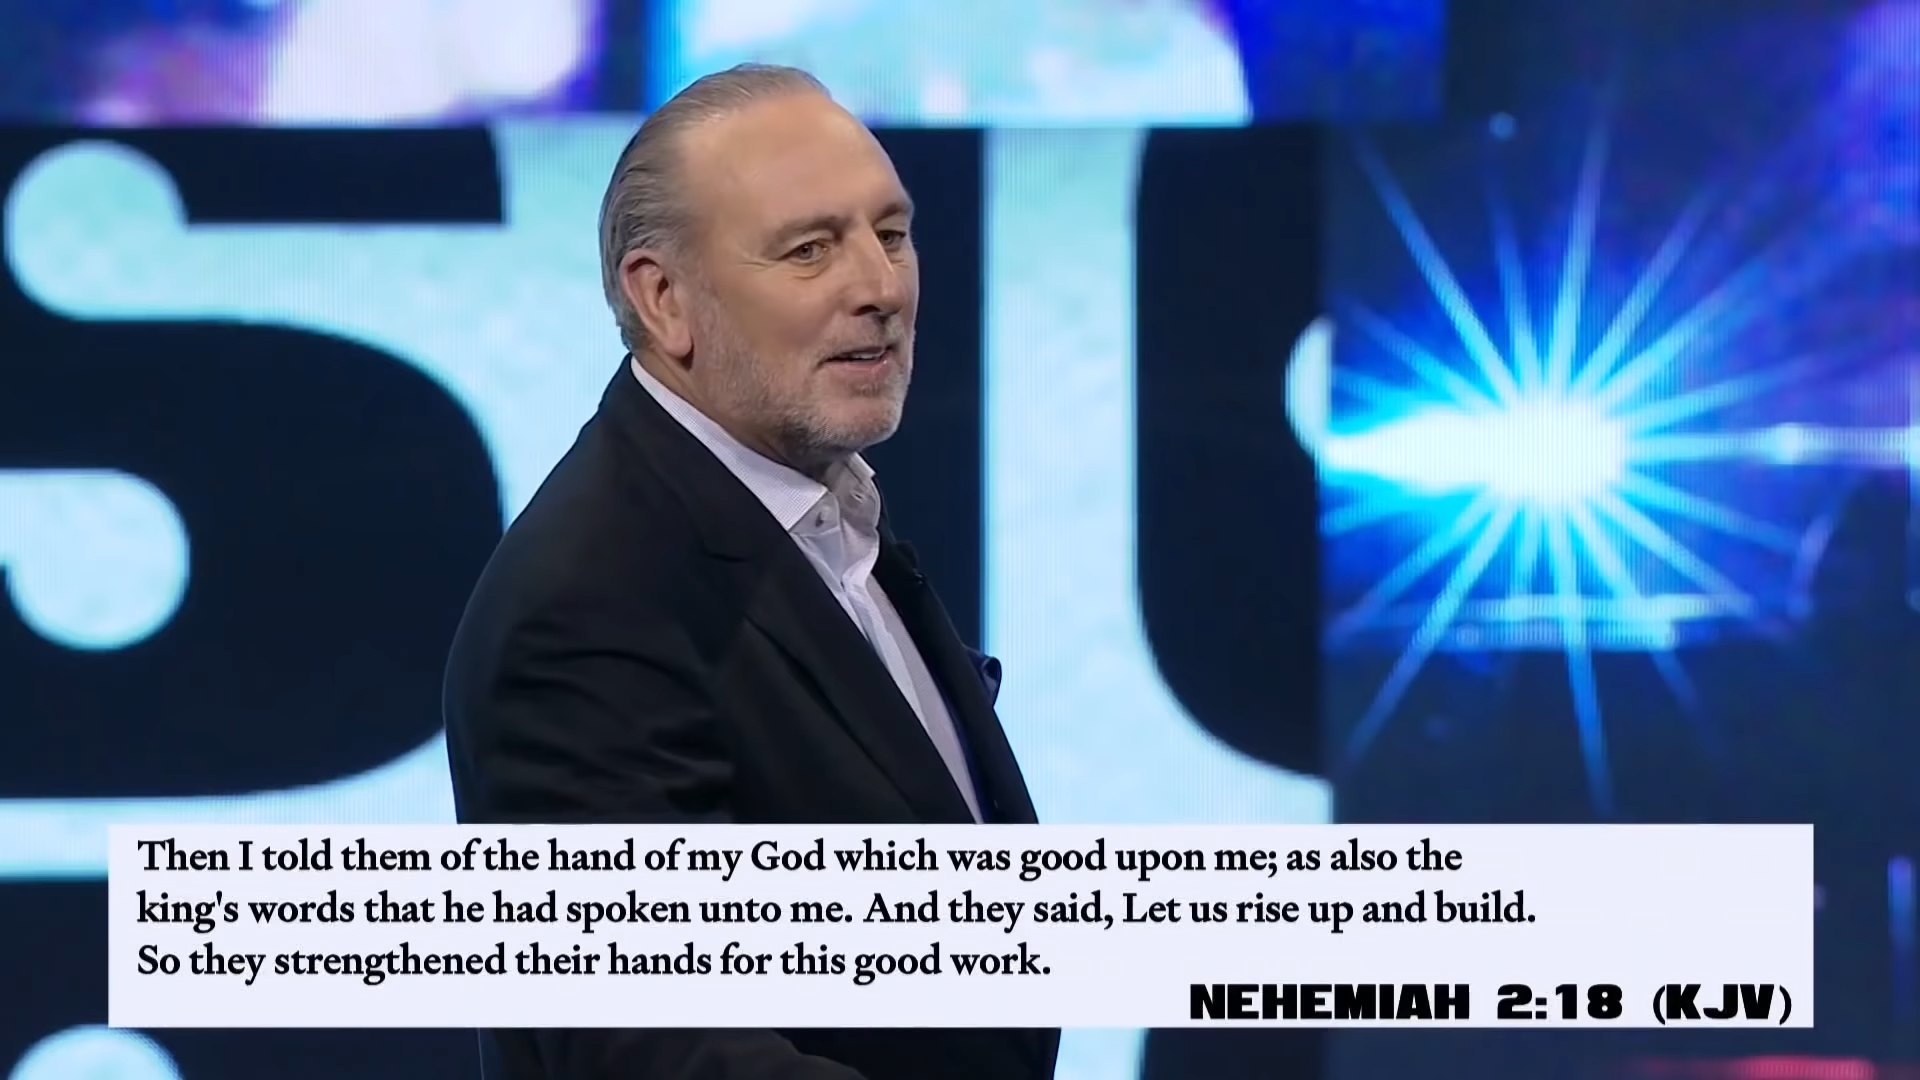 Then I told them of the hand of my God which was good upon me; as also the
king's words that he had spoken unto me. And they said, Let us rise up and build.
So they strengthened their hands for this good work.
NEHEMIAH 2:18 (KJV)